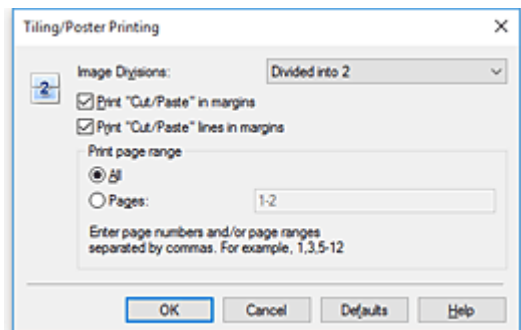 Tiling/Poster Printing
Image Divisions: Divided into 2
2
Print "Cut/Paste" in margins
Print "Cut/Paste" lines in margins
Print page range
All
Pages: 1-2
Enter page numbers and/or page ranges
separated by commas. For example, 1,3,5-12
OK Cancel Defaults Help